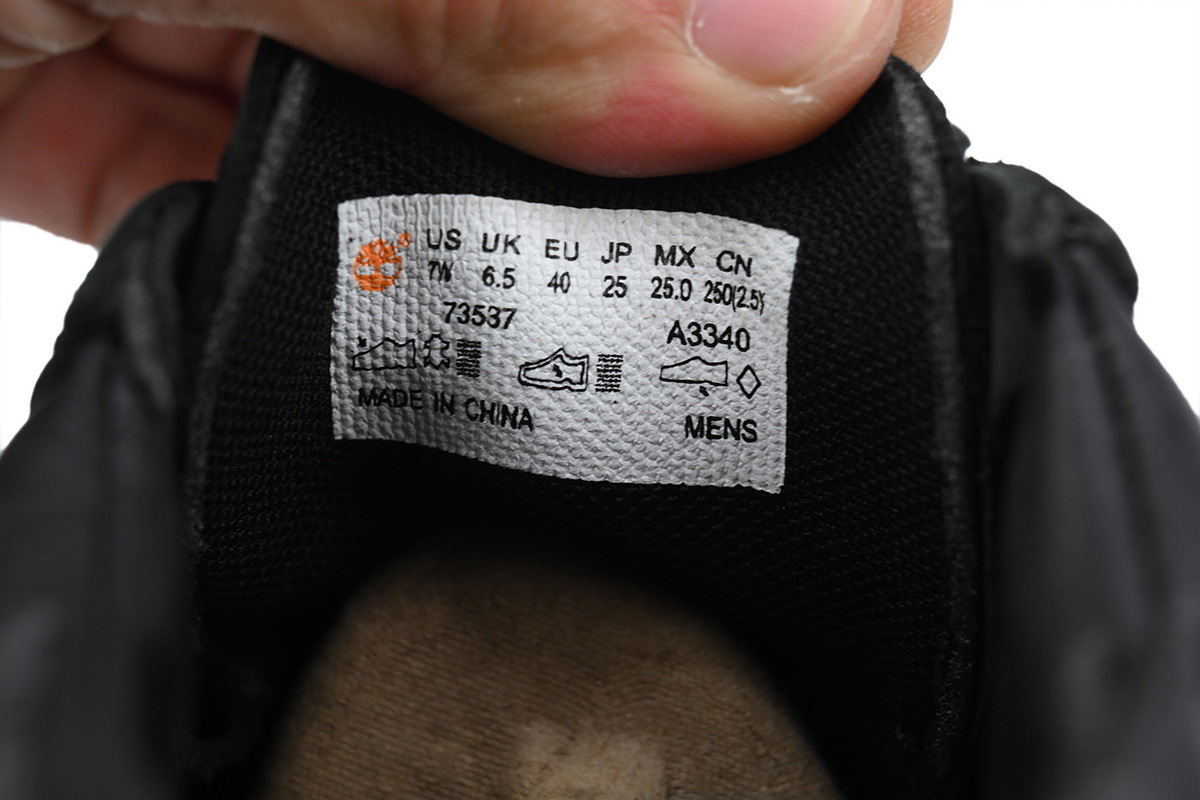 US UK EU JP MX CN
7W 6.5 40 25 25.0 250(2.5)
73537 A3340
MADE IN CHINA MENS